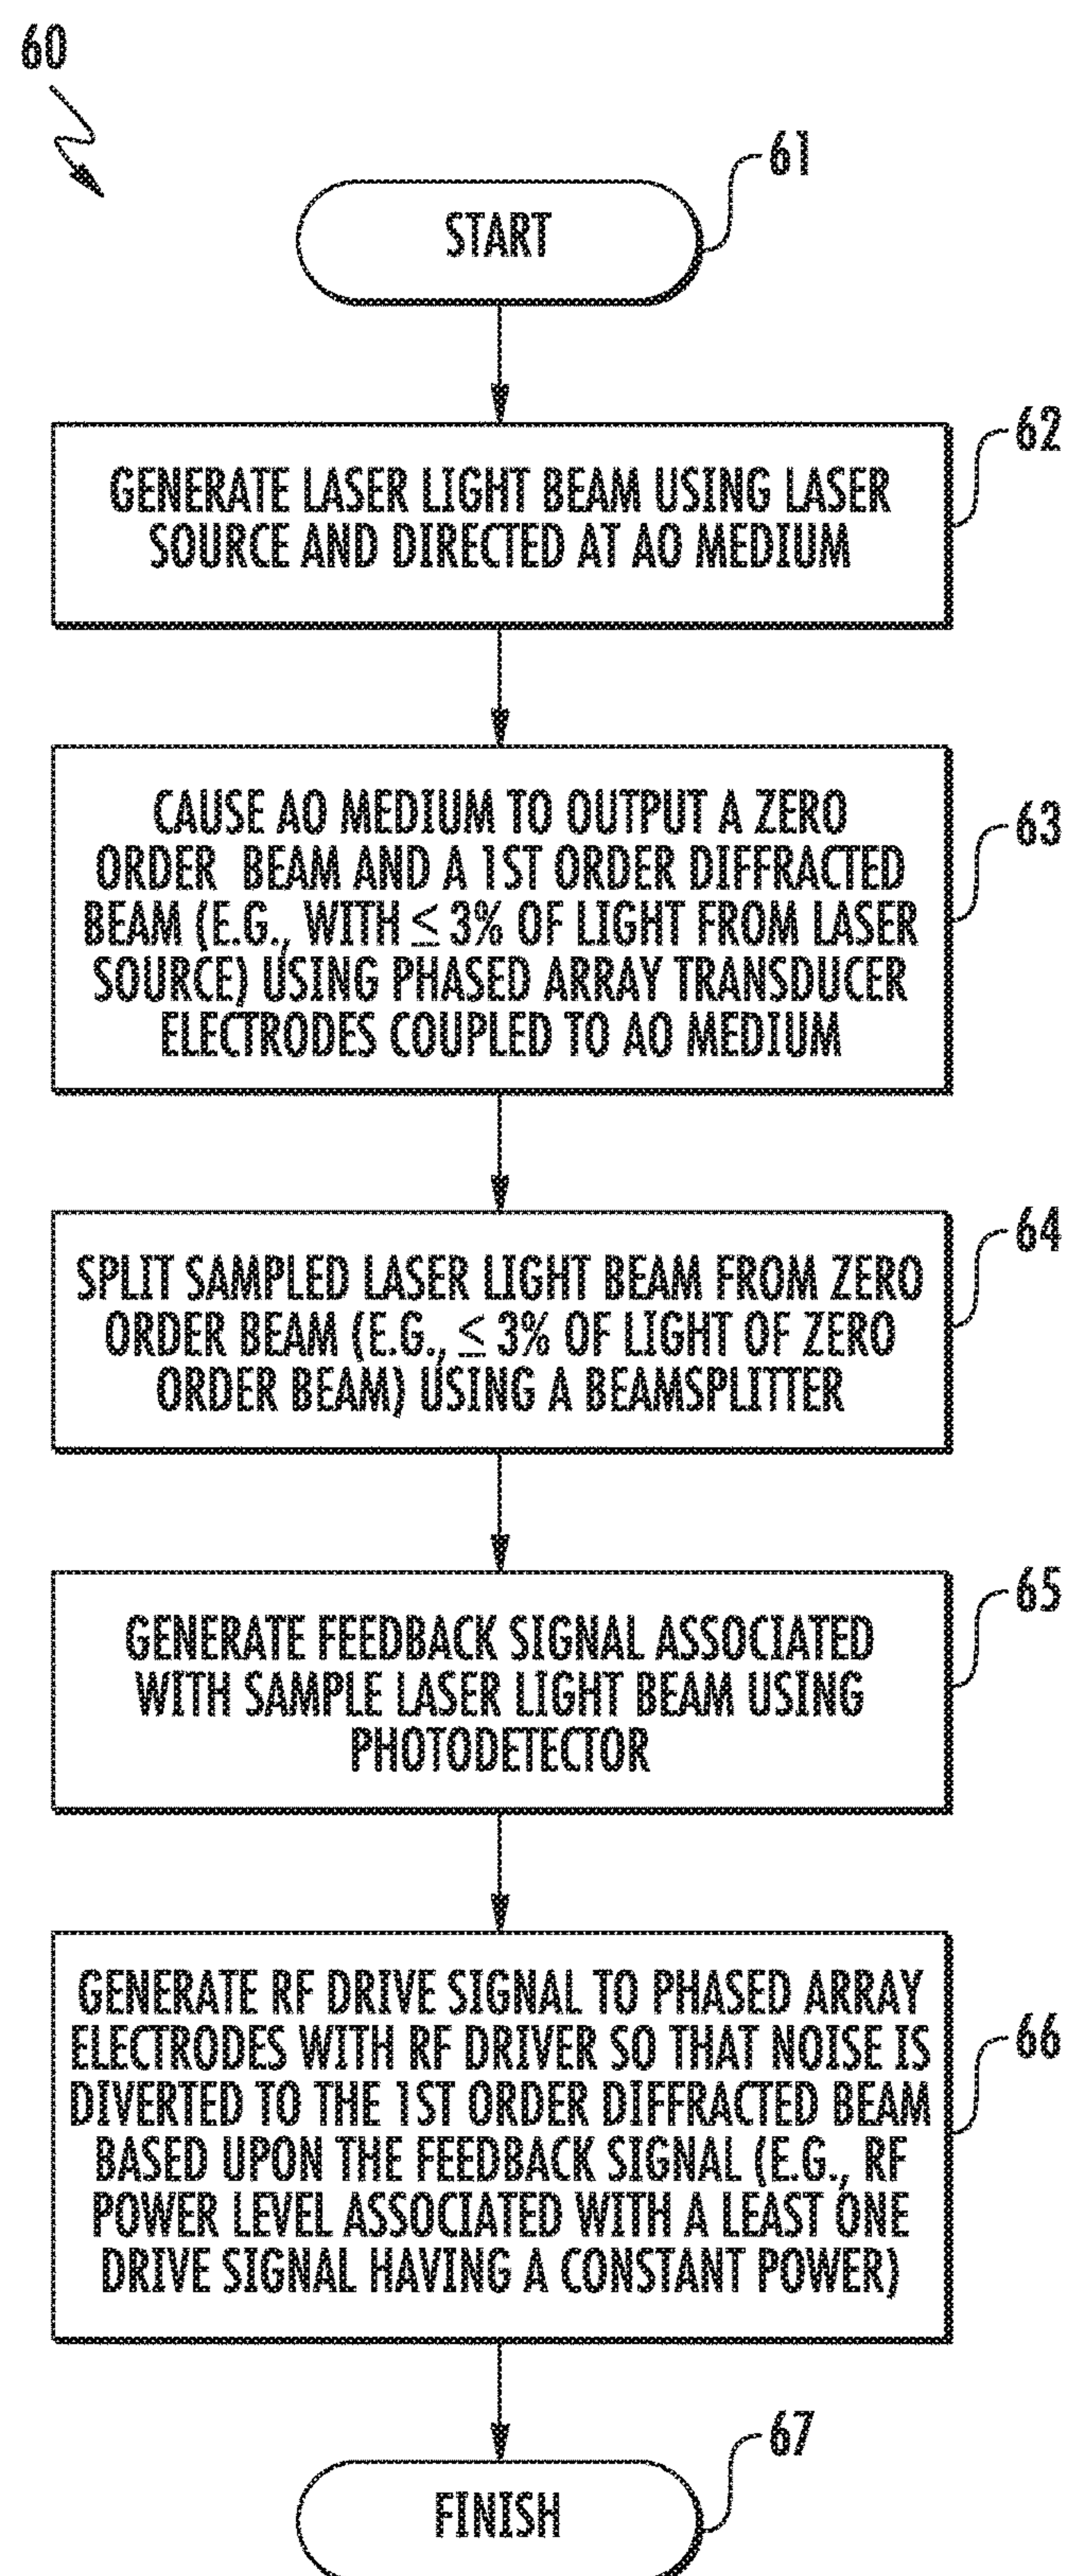 60
61
START
62
GENERATE LASER LIGHT BEAM USING LASER
SOURCE AND DIRECTED AT AO MEDIUM
63
CAUSE AO MEDIUM TO OUTPUT A ZERO
ORDER BEAM AND A 1ST ORDER DIFFRACTED
BEAM (E.G., WITH ≤ 3% OF LIGHT FROM LASER
SOURCE) USING PHASED ARRAY TRANSDUCER
ELECTRODES COUPLED TO AO MEDIUM
64
SPLIT SAMPLED LASER LIGHT BEAM FROM ZERO
ORDER BEAM (E.G., ≤ 3% OF LIGHT OF ZERO
ORDER BEAM) USING A BEAMSPLITTER
65
GENERATE FEEDBACK SIGNAL ASSOCIATED
WITH SAMPLE LASER LIGHT BEAM USING
PHOTODETECTOR
66
GENERATE RF DRIVE SIGNAL TO PHASED ARRAY
ELECTRODES WITH RF DRIVER SO THAT NOISE IS
DIVERTED TO THE 1ST ORDER DIFFRACTED BEAM
BASED UPON THE FEEDBACK SIGNAL (E.G., RF
POWER LEVEL ASSOCIATED WITH A LEAST ONE
DRIVE SIGNAL HAVING A CONSTANT POWER)
67
FINISH